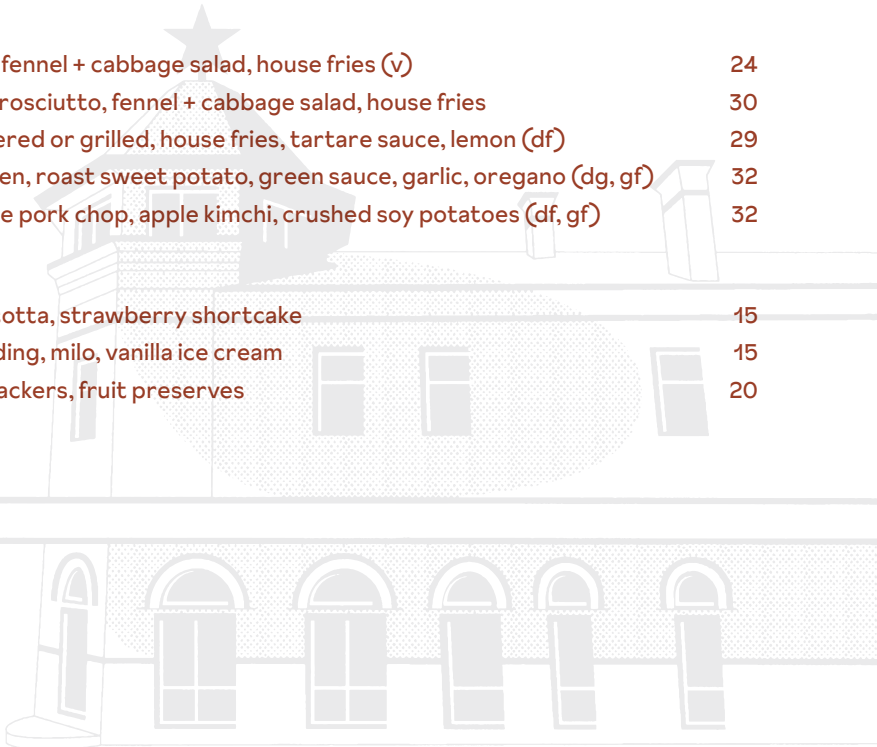 fennel + cabbage salad, house fries (v) 24
rosciutto, fennel + cabbage salad, house fries 30
ered or grilled, house fries, tartare sauce, lemon (df) 29
en, roast sweet potato, green sauce, garlic, oregano (dg, gf) 32
e pork chop, apple kimchi, crushed soy potatoes (df, gf) 32
otta, strawberry shortcake 15
ding, milo, vanilla ice cream 15
ackers, fruit preserves 20